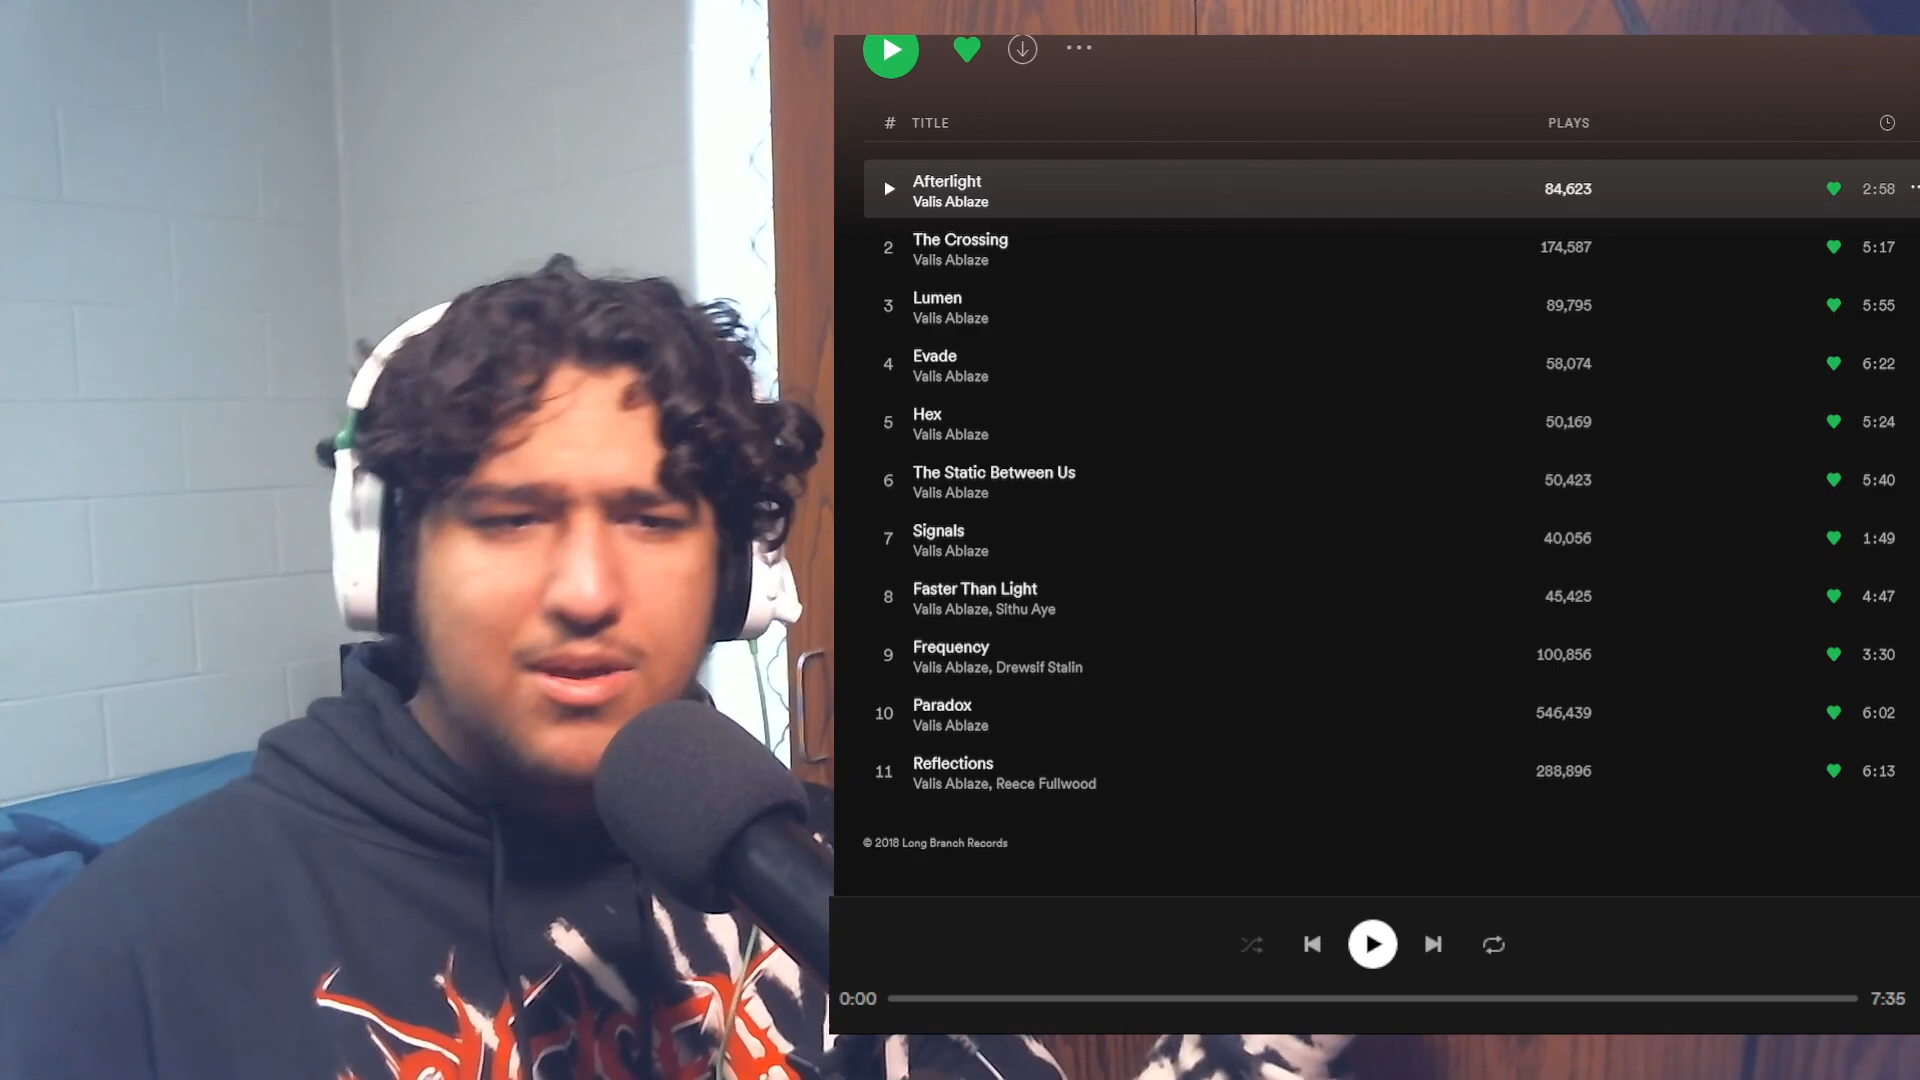 # TITLE PLAYS
Afterlight
Valis Ablaze
84,623 2:58
2 The Crossing
Valis Ablaze
174,587 5:17
3 Lumen
Valis Ablaze
89,795 5:55
4 Evade
Valis Ablaze
58,074 6:22
5 Hex
Valis Ablaze
50,169 5:24
6 The Static Between Us
Valis Ablaze
50,423 5:40
7 Signals
Valis Ablaze
40,056 1:49
8 Faster Than Light
Valis Ablaze, Sithu Aye
45,425 4:47
9 Frequency
Valis Ablaze, Drewsif Stalin
100,856 3:30
10 Paradox
Valis Ablaze
546,439 6:02
11 Reflections
Valis Ablaze, Reece Fullwood
288,896 6:13
© 2018 Long Branch Records
0:00 7:35